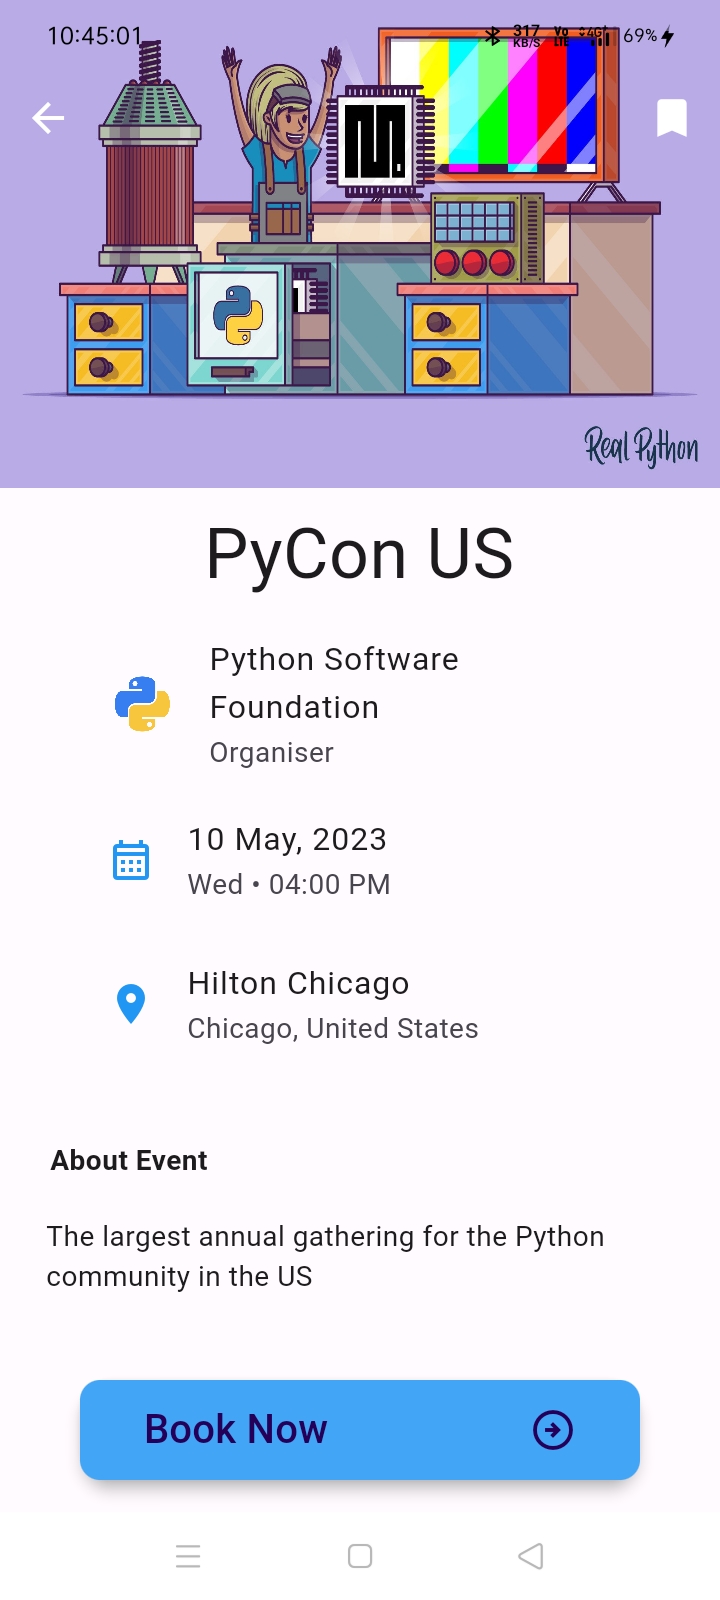 10:45:01
317 KB/S Vo LTE 4G 69%
Real Python
PyCon US
Python Software
Foundation
Organiser
10 May, 2023
Wed • 04:00 PM
Hilton Chicago
Chicago, United States
About Event
The largest annual gathering for the Python
community in the US
Book Now